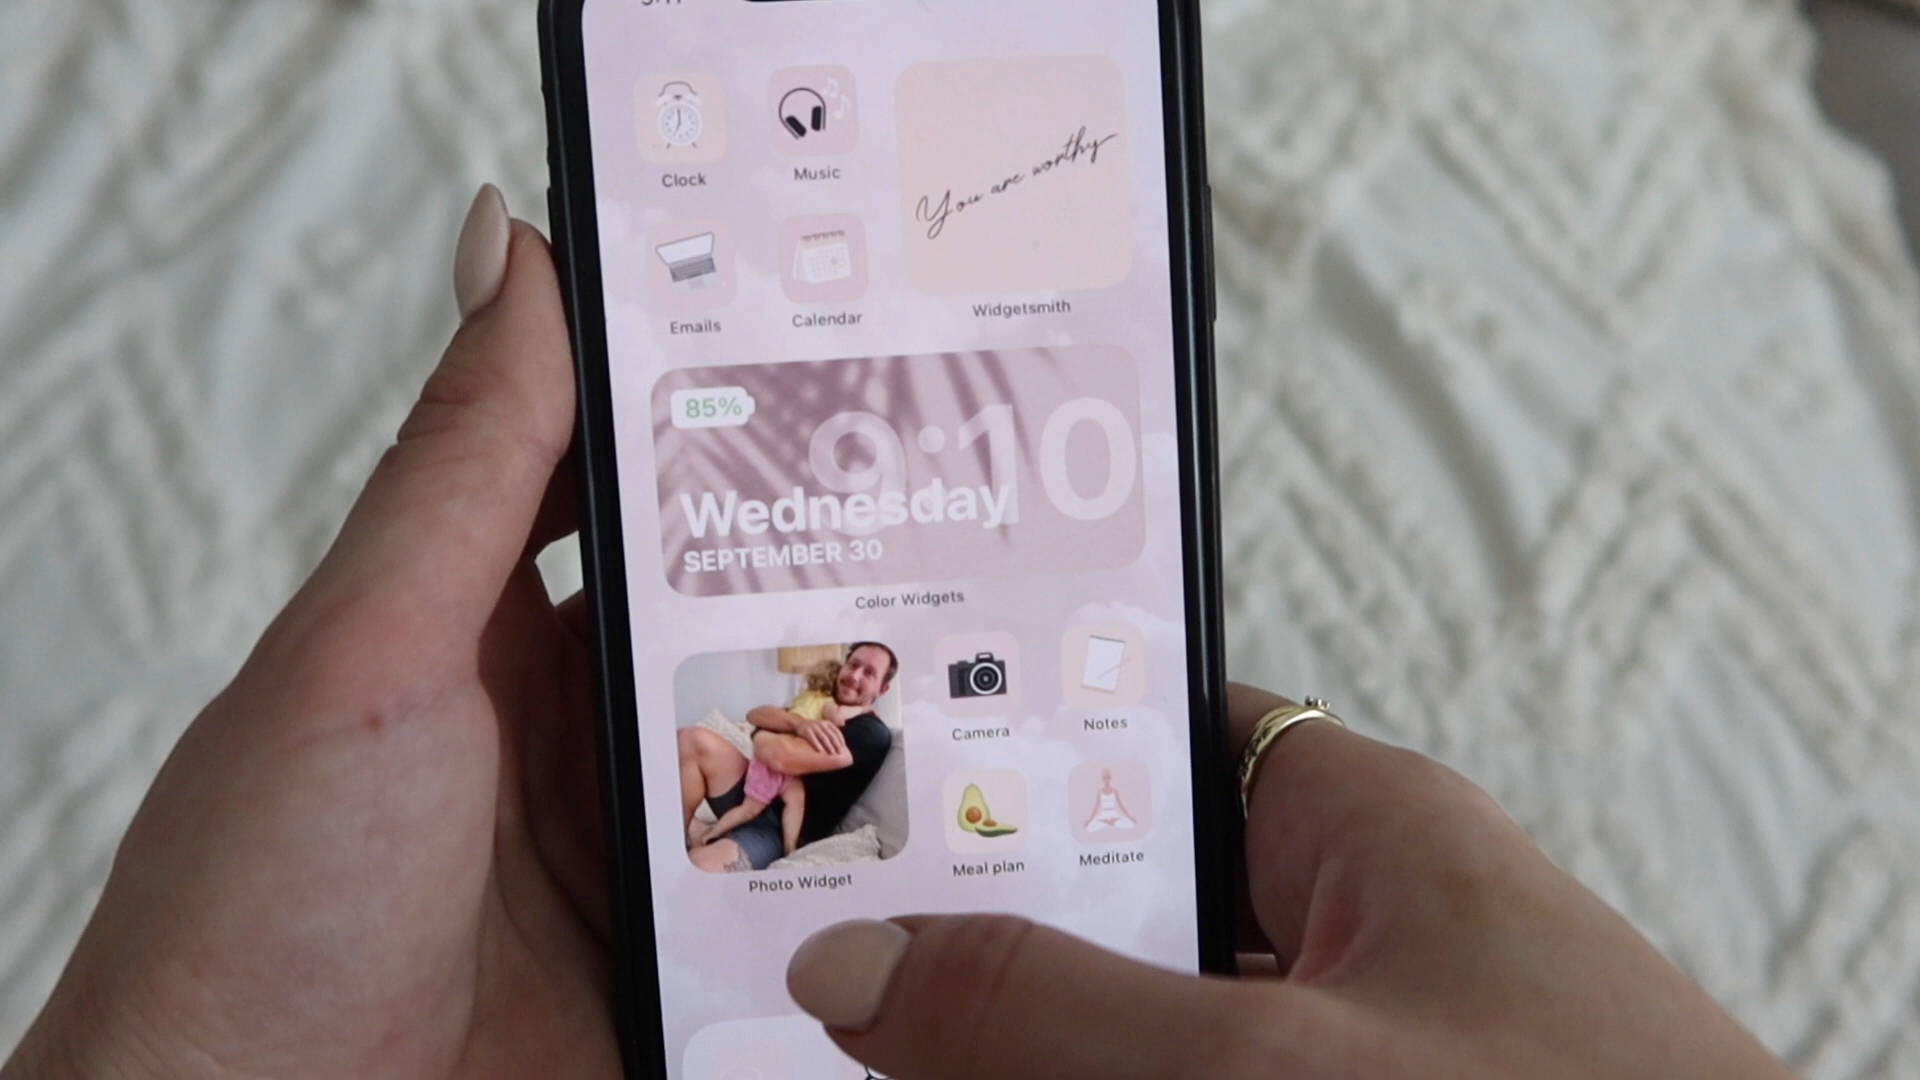 Clock
Music
You are worthy
Emails
Calendar
Widgetsmith
85%
9:10
Wednesday
SEPTEMBER 30
Color Widgets
Camera
Notes
Photo Widget
Meal plan
Meditate